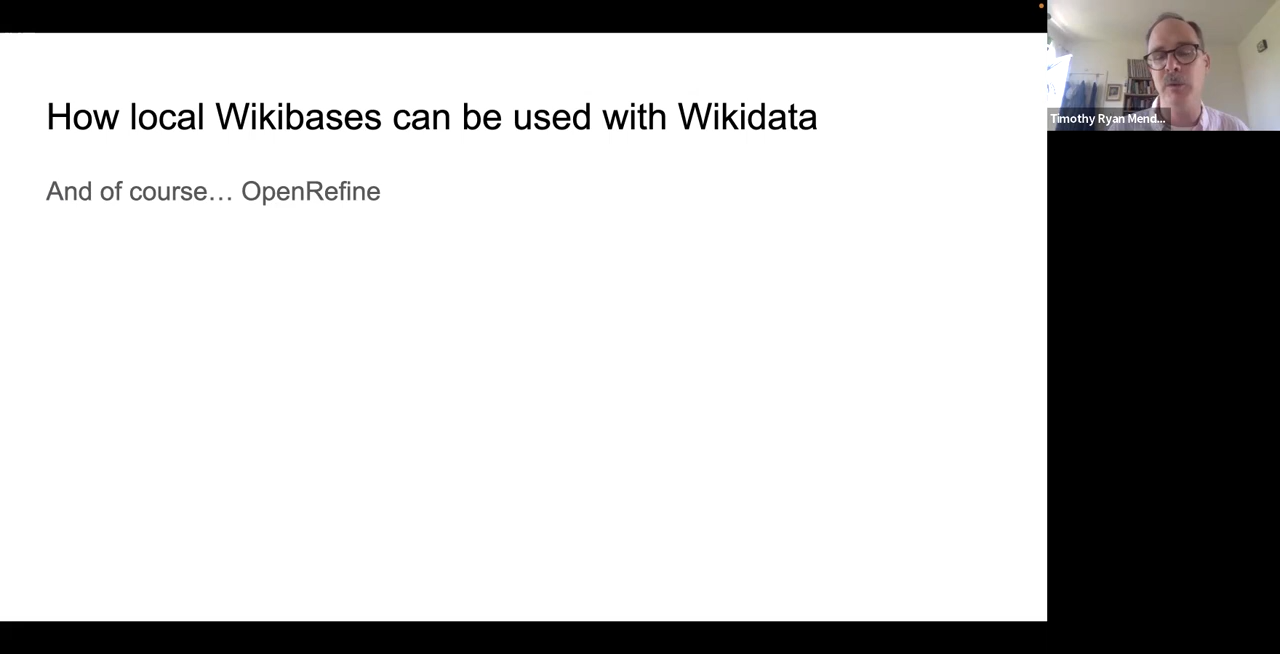 How local Wikibases can be used with Wikidata
And of course… OpenRefine
Timothy Ryan Mend...